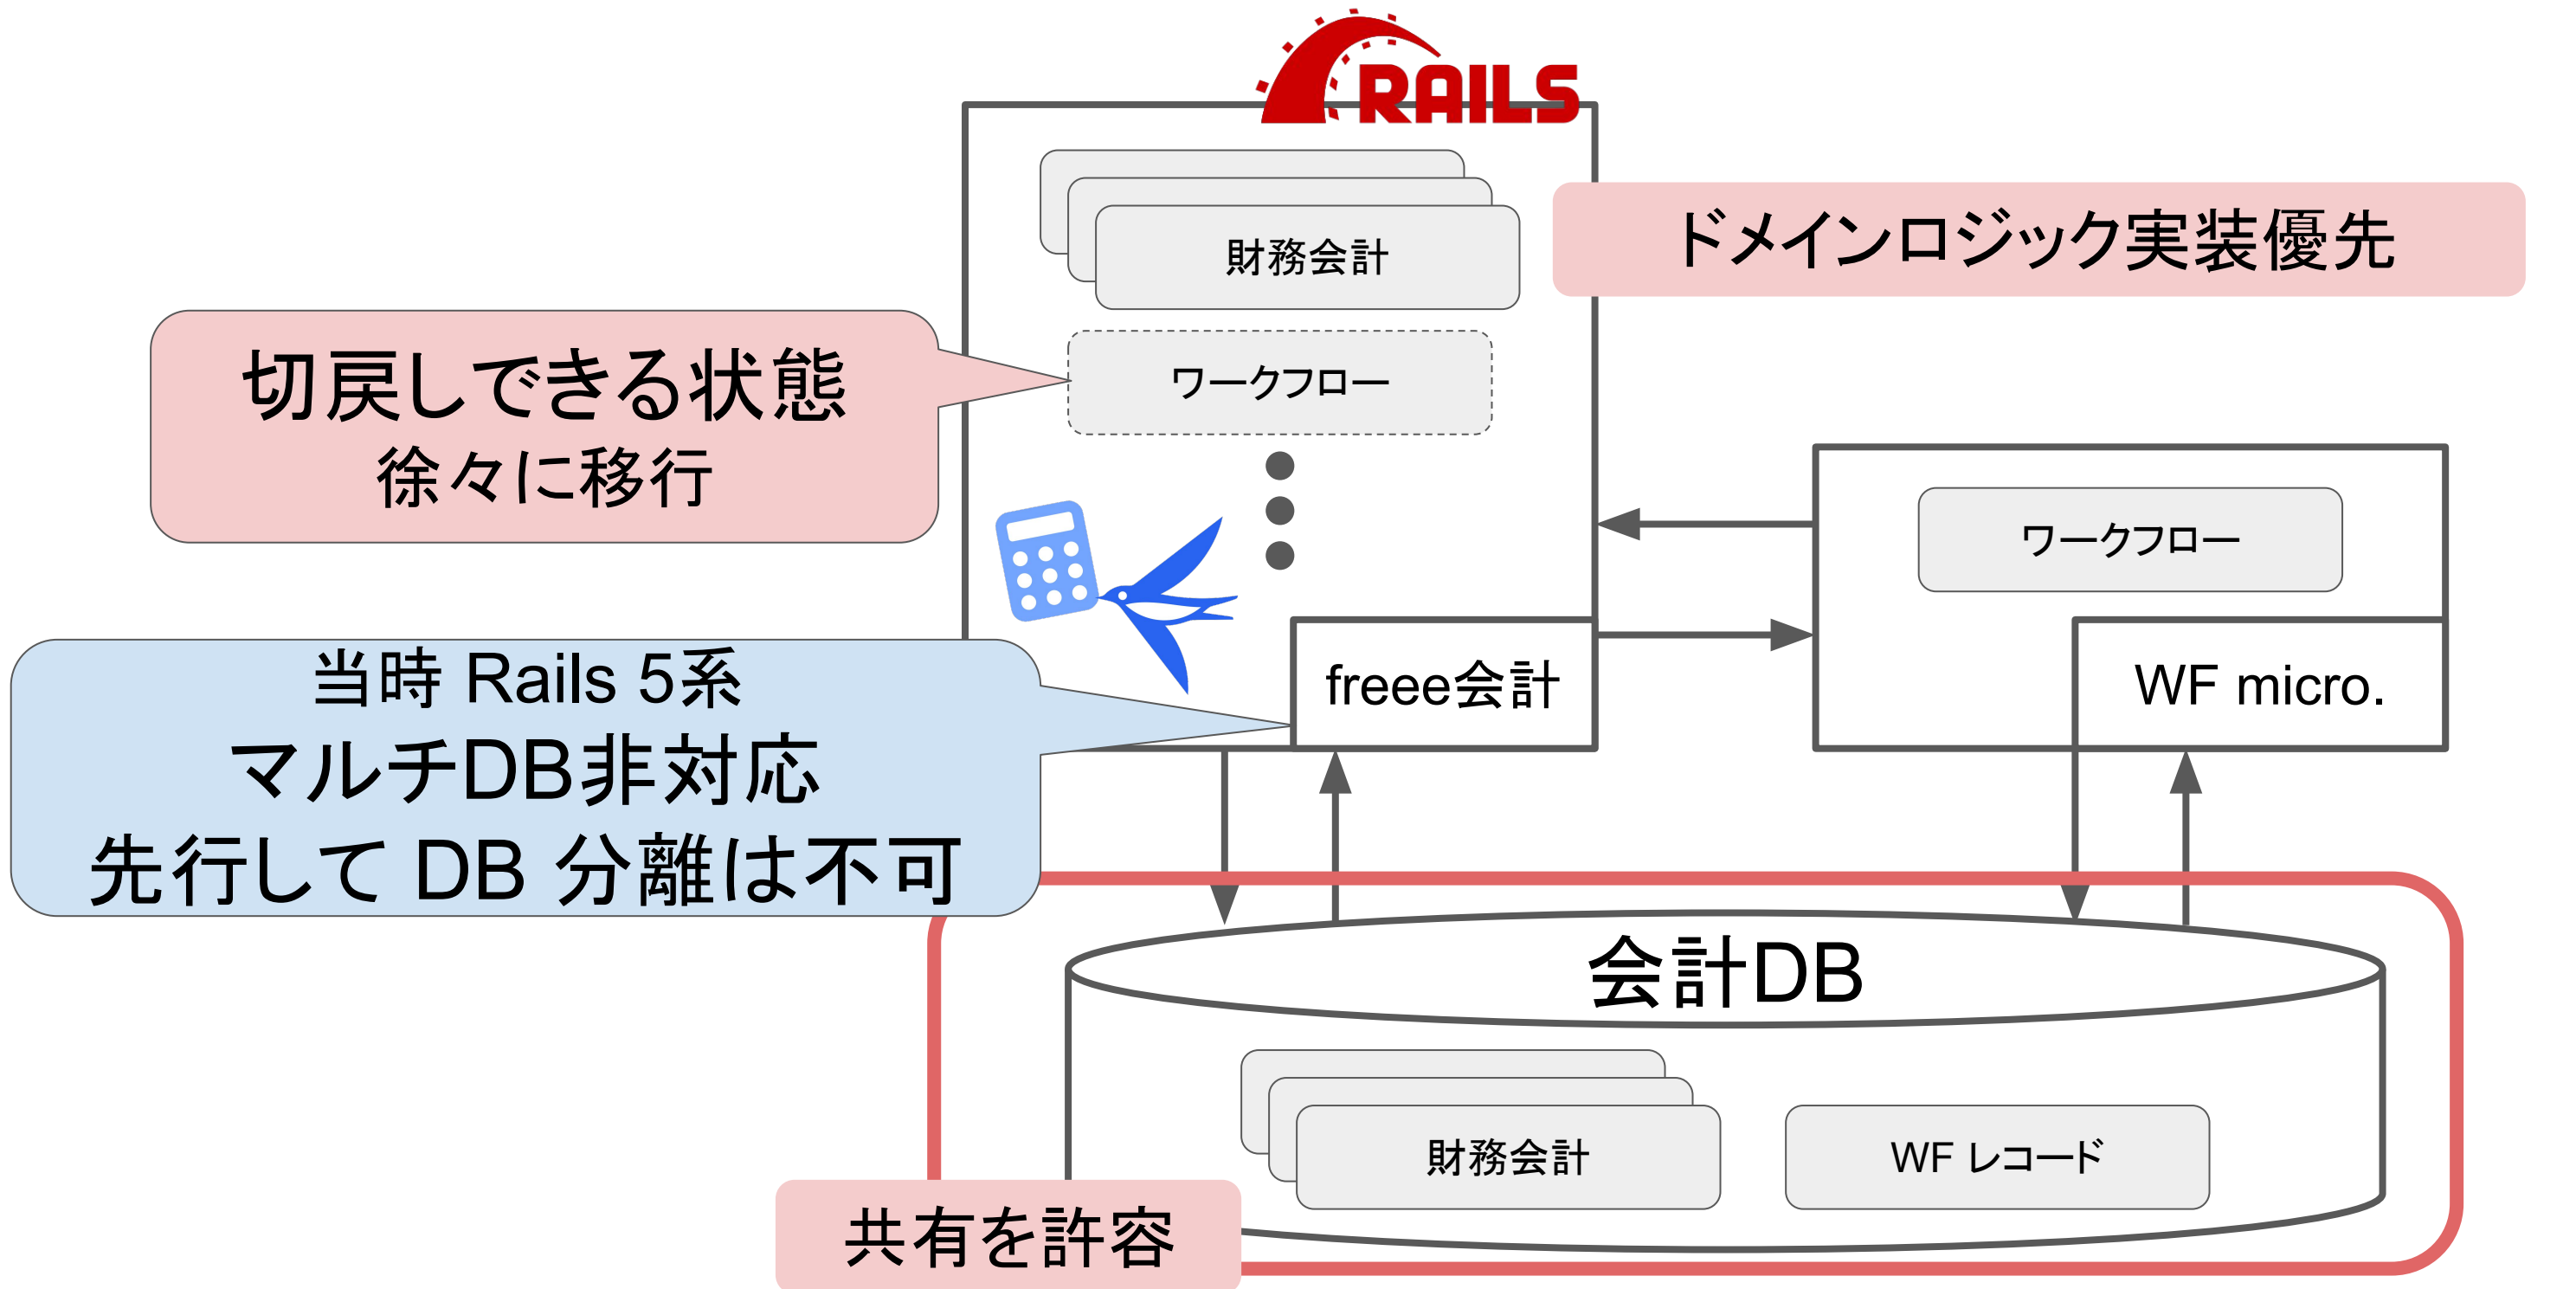 RAILS
財務会計
ドメインロジック実装優先
切戻しできる状態
徐々に移行
ワークフロー
ワークフロー
当時 Rails 5系
マルチDB非対応
先行して DB 分離は不可
freee会計
WF micro.
会計DB
財務会計
WF レコード
共有を許容